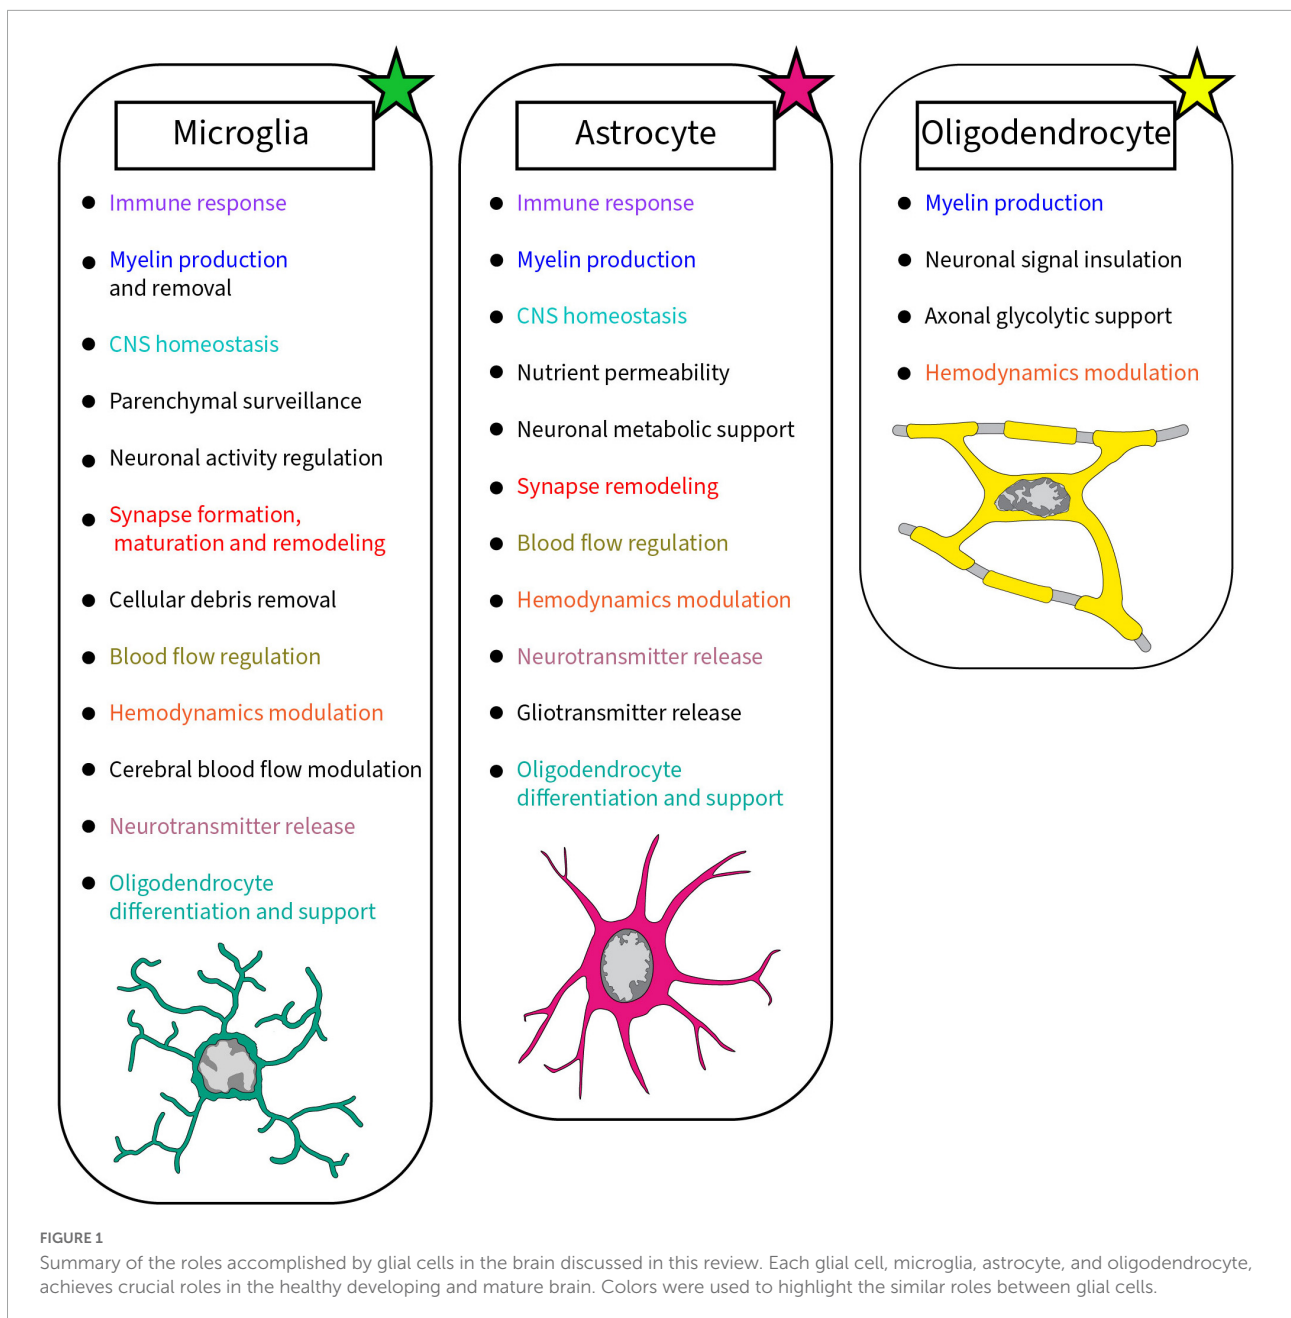 Microglia
Immune response
Myelin production
and removal
CNS homeostasis
Parenchymal surveillance
Neuronal activity regulation
Synapse formation,
maturation and remodeling
Cellular debris removal
Blood flow regulation
Hemodynamics modulation
Cerebral blood flow modulation
Neurotransmitter release
Oligodendrocyte
differentiation and support
Astrocyte
Immune response
Myelin production
CNS homeostasis
Nutrient permeability
Neuronal metabolic support
Synapse remodeling
Blood flow regulation
Hemodynamics modulation
Neurotransmitter release
Gliotransmitter release
Oligodendrocyte
differentiation and support
Oligodendrocyte
Myelin production
Neuronal signal insulation
Axonal glycolytic support
Hemodynamics modulation
FIGURE 1
Summary of the roles accomplished by glial cells in the brain discussed in this review. Each glial cell, microglia, astrocyte, and oligodendrocyte,
achieves crucial roles in the healthy developing and mature brain. Colors were used to highlight the similar roles between glial cells.